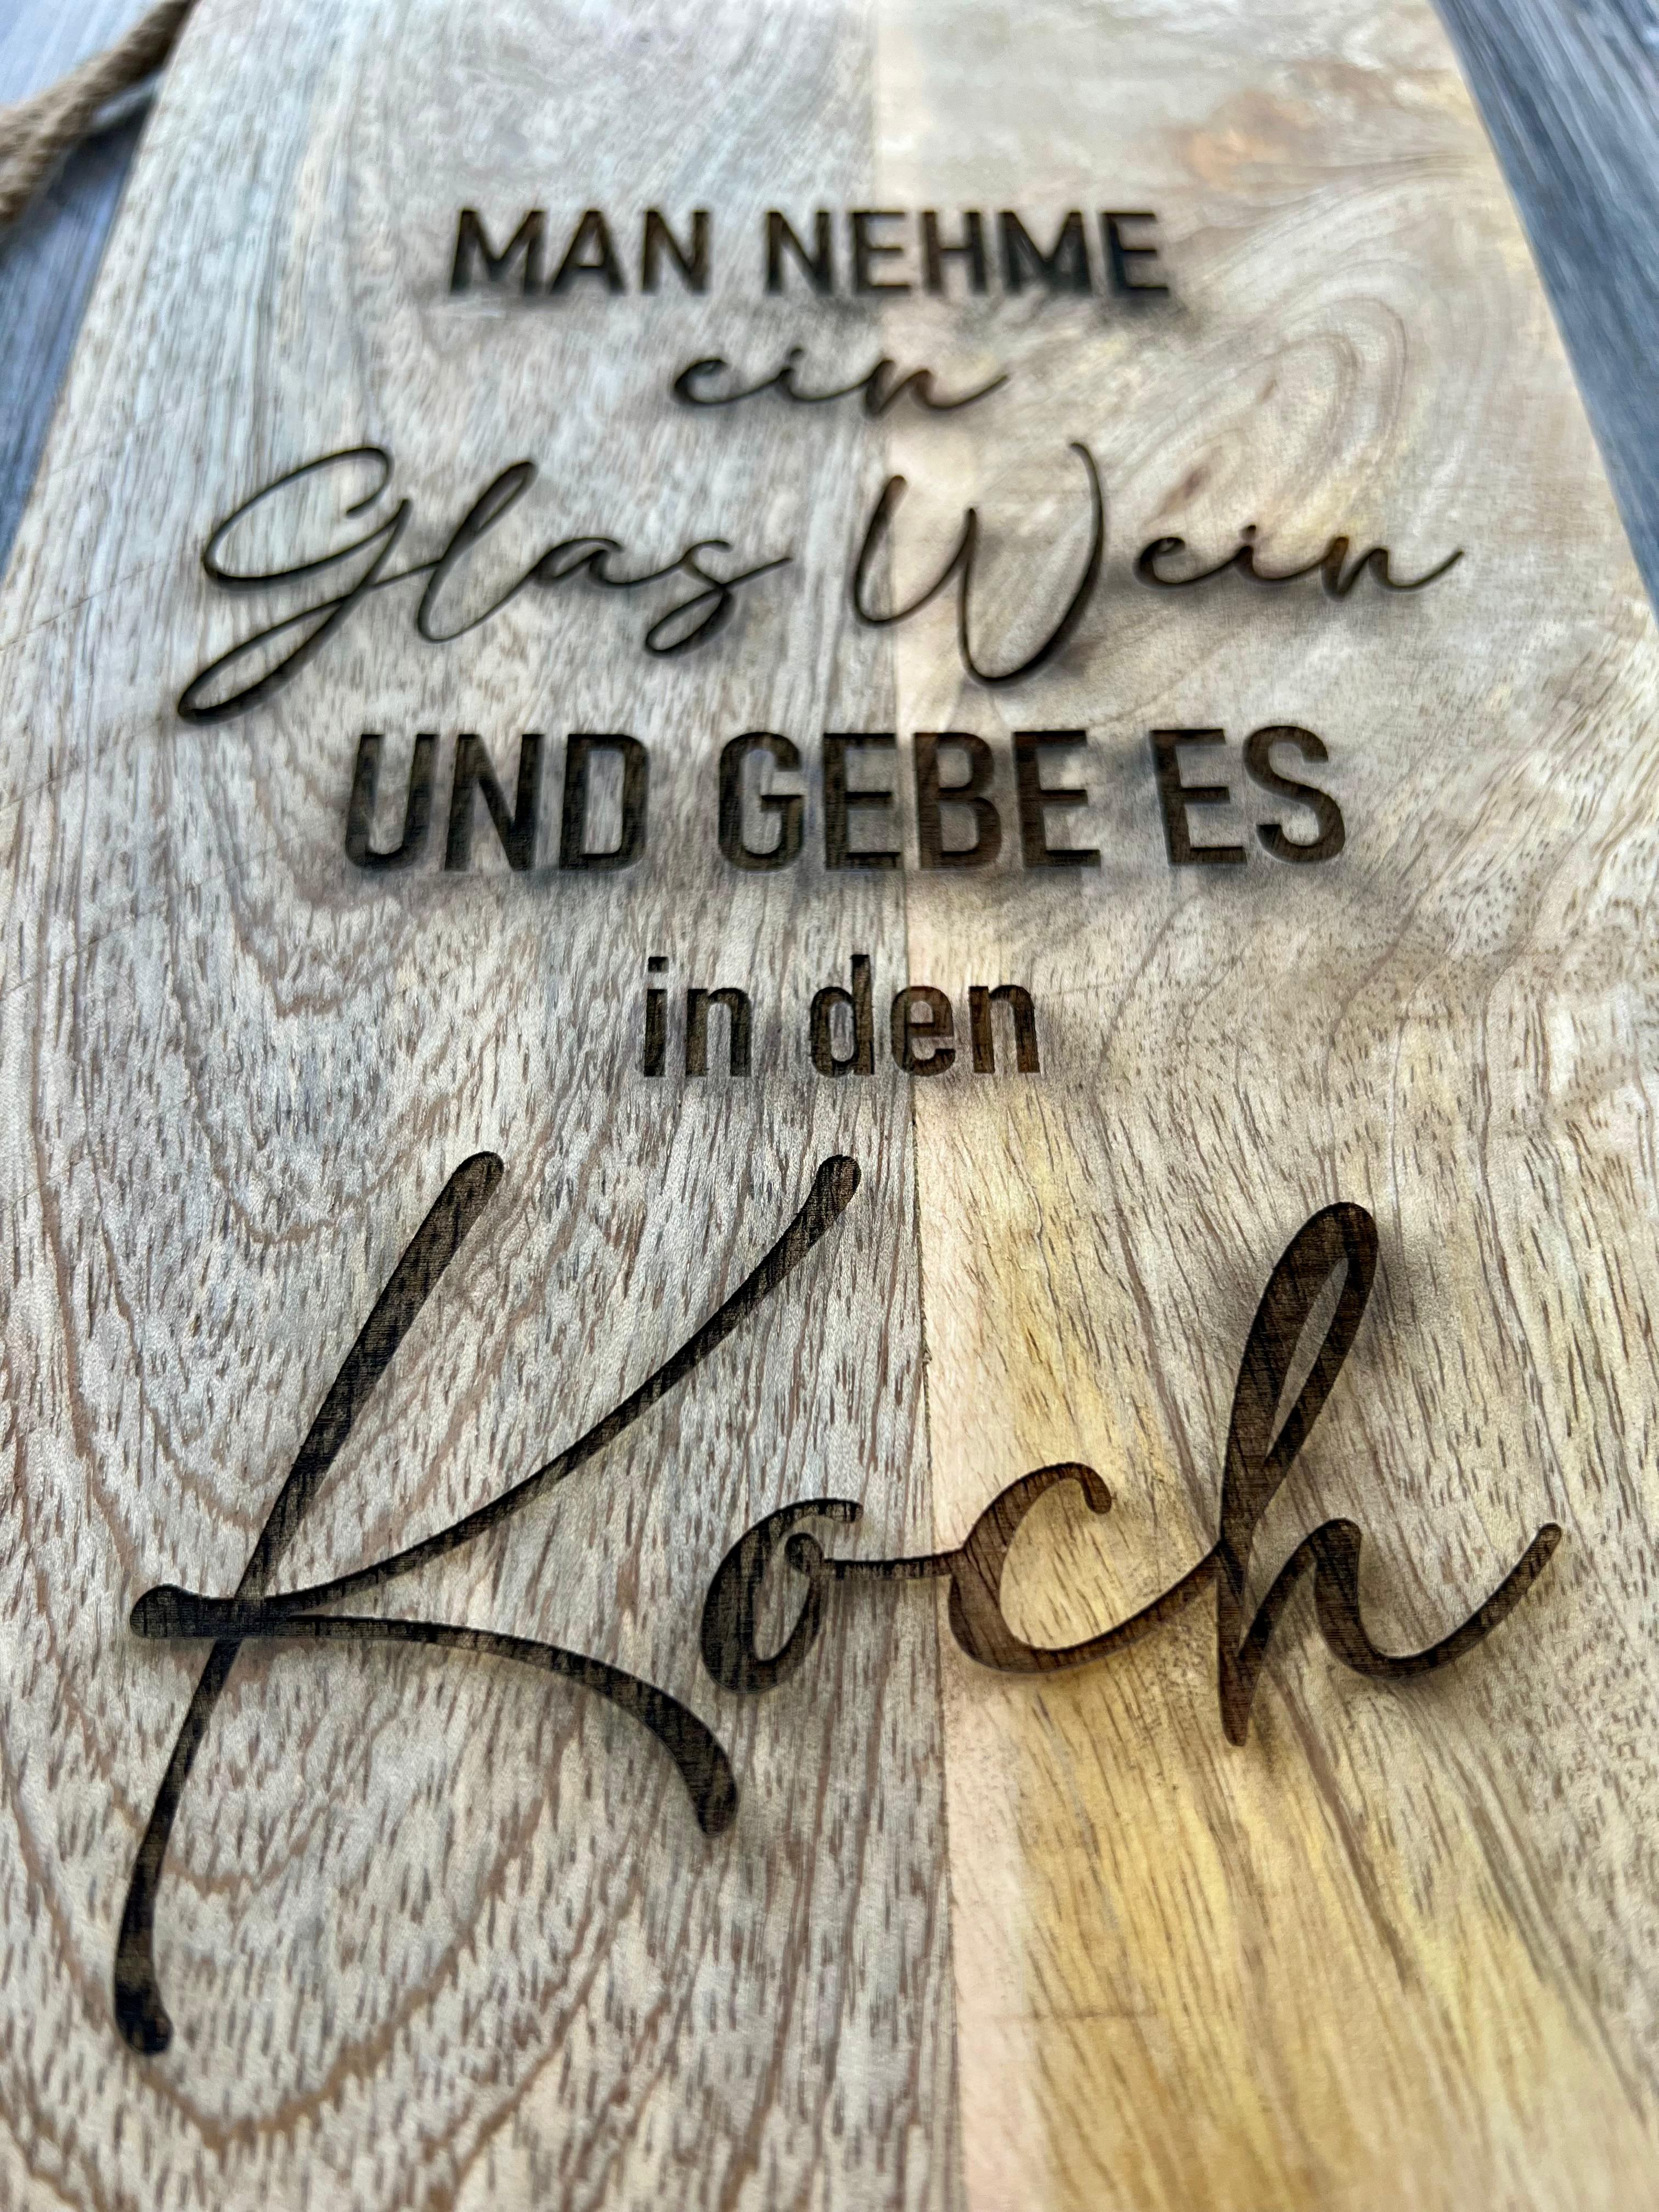 MAN NEHME
ein
Glas Wein
UND GEBE ES
in den
Koch